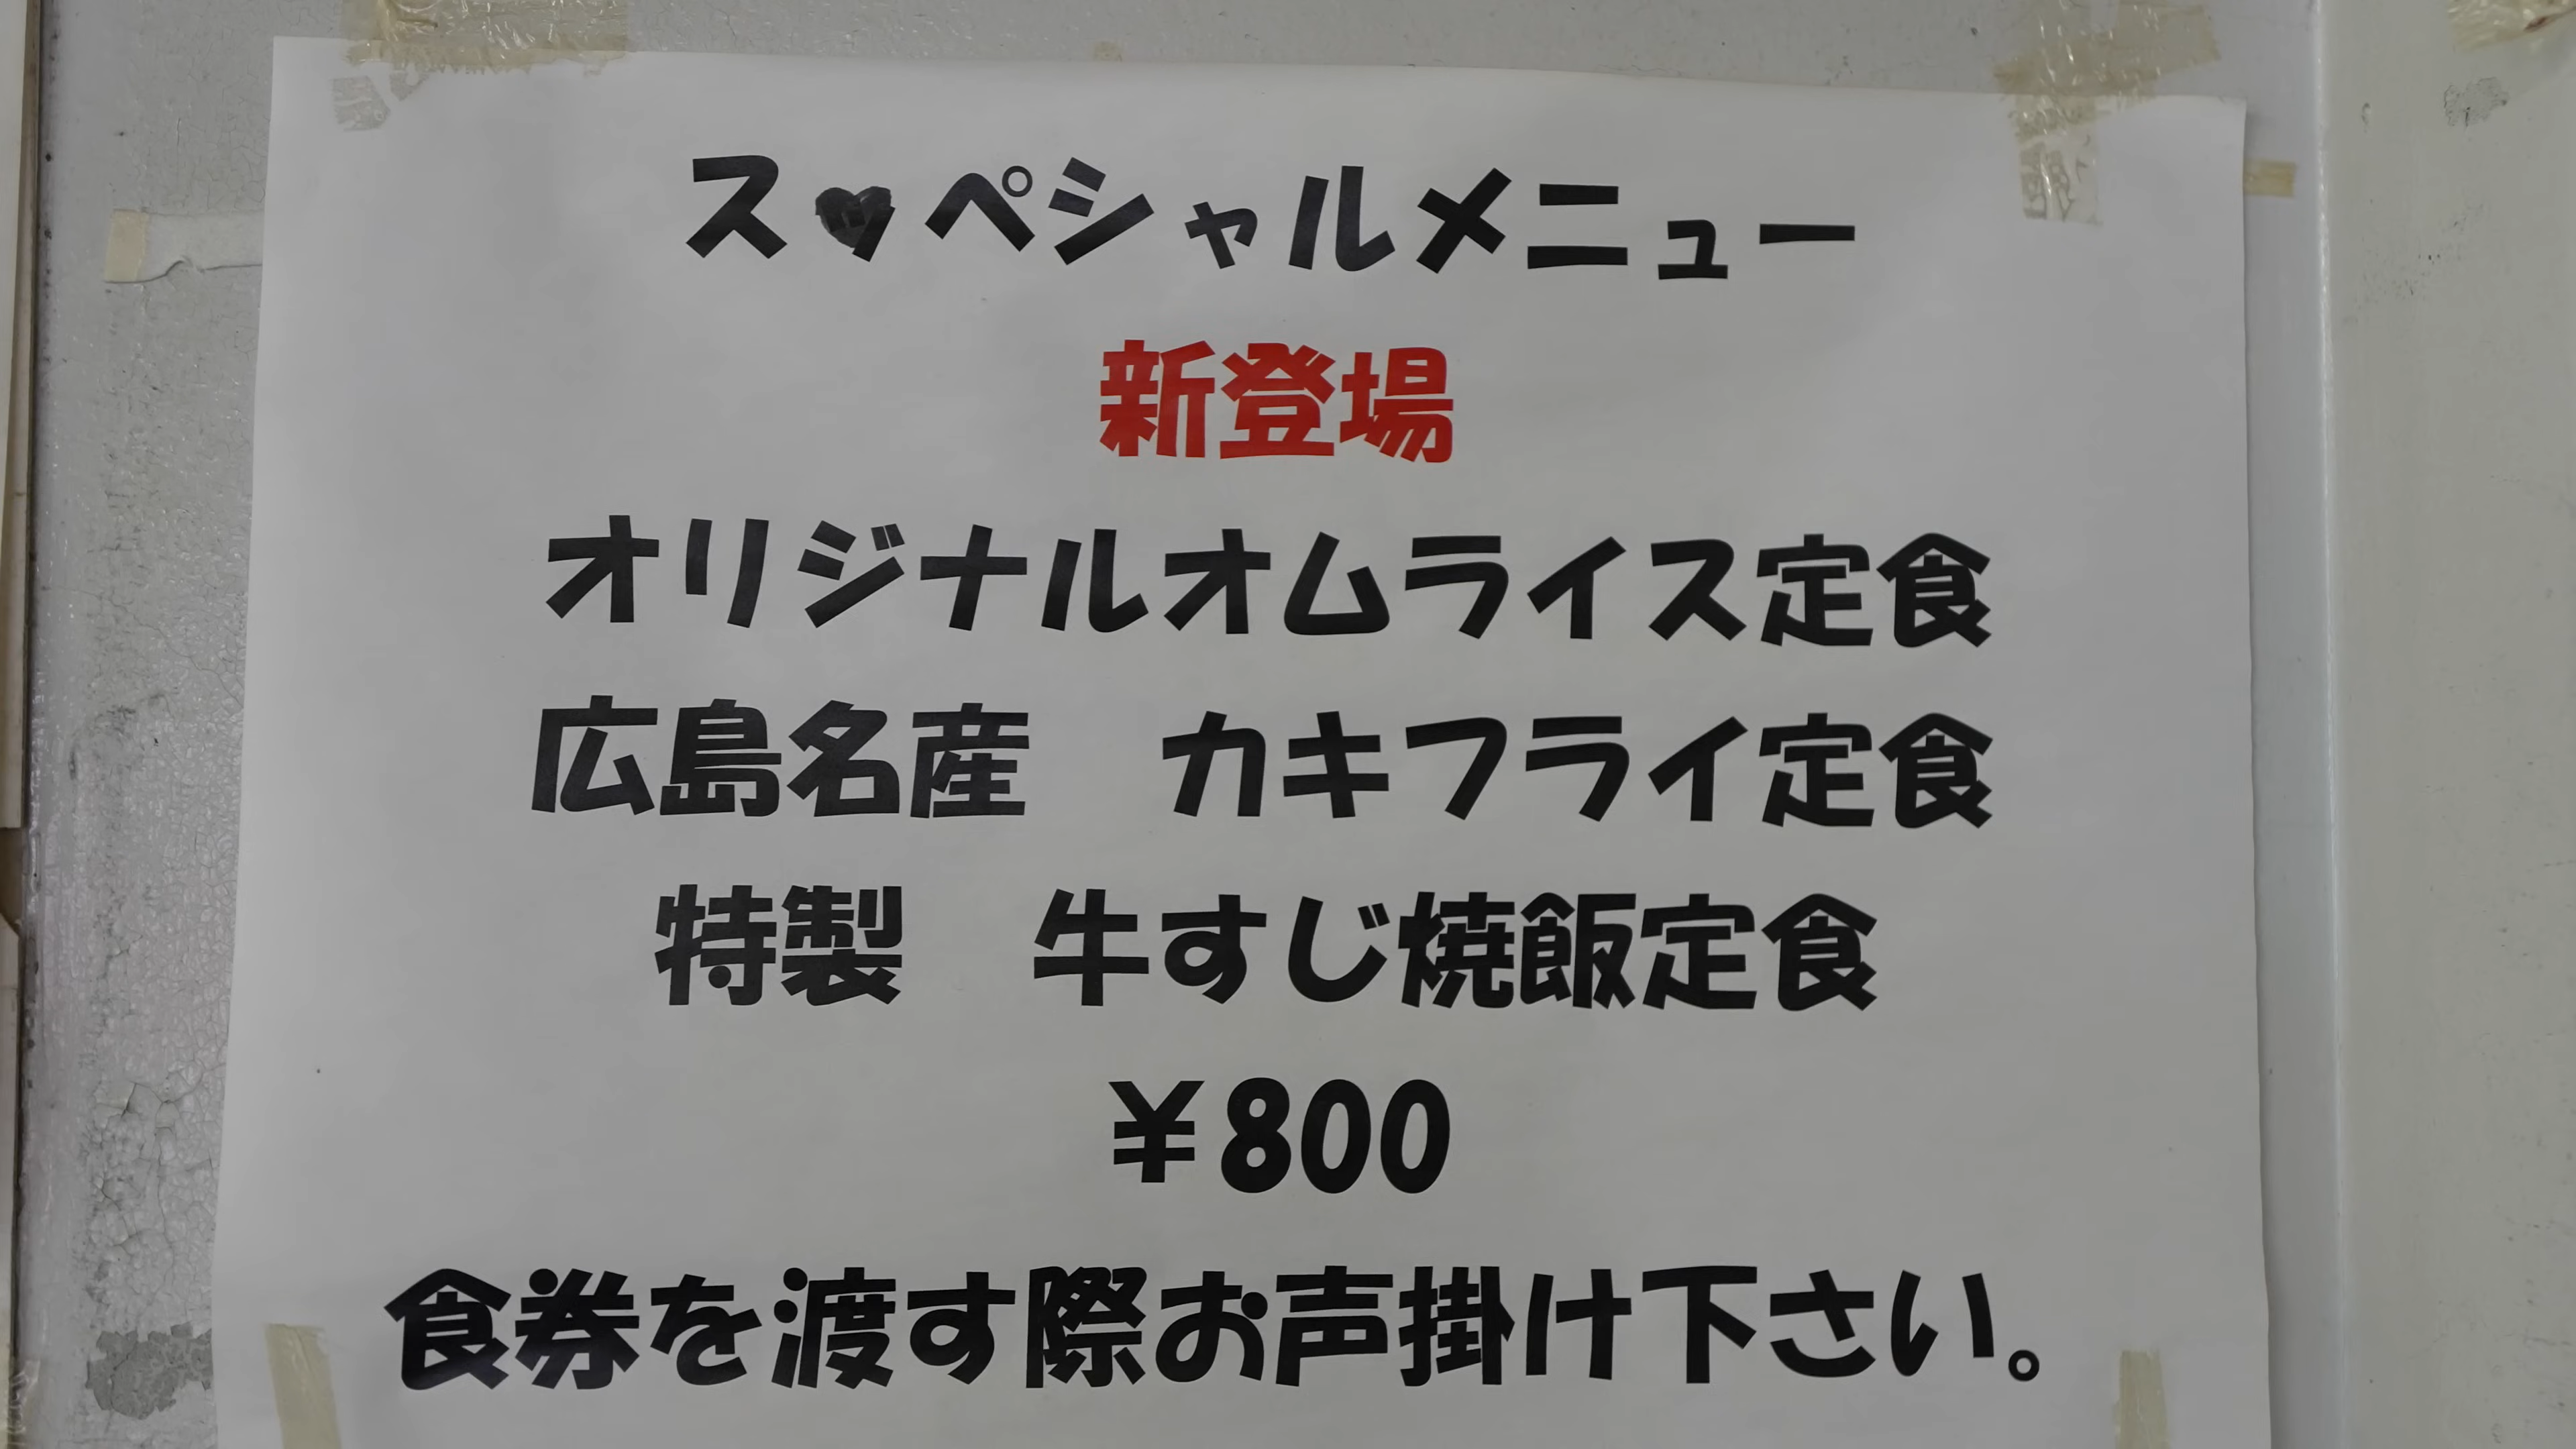 ス♥ペシャルメニュー
新登場
オリジナルオムライス定食
広島名産　カキフライ定食
特製　牛すじ焼飯定食
￥800
食券を渡す際お声掛け下さい。